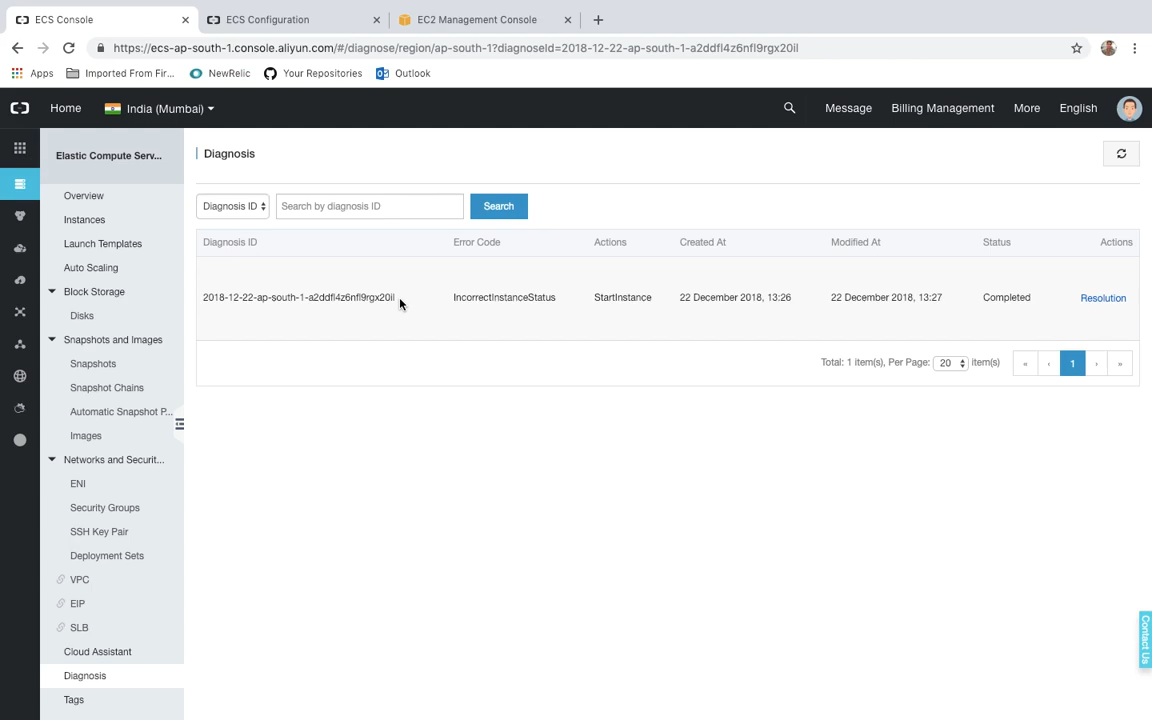 ECS Console
ECS Configuration
EC2 Management Console
https://ecs-ap-south-1.console.aliyun.com/#/diagnose/region/ap-south-1?diagnoseId=2018-12-22-ap-south-1-a2ddfl4z6nfl9rgx20il
Apps
Imported From Fir...
NewRelic
Your Repositories
Outlook
Home
India (Mumbai)
Message
Billing Management
More
English
Elastic Compute Serv...
Overview
Instances
Launch Templates
Auto Scaling
Block Storage
Disks
Snapshots and Images
Snapshots
Snapshot Chains
Automatic Snapshot P...
Images
Networks and Securit...
ENI
Security Groups
SSH Key Pair
Deployment Sets
VPC
EIP
SLB
Cloud Assistant
Diagnosis
Tags
Diagnosis
Diagnosis ID
Search by diagnosis ID
Search
Diagnosis ID Error Code Actions Created At Modified At Status Actions
2018-12-22-ap-south-1-a2ddfl4z6nfl9rgx20il IncorrectInstanceStatus StartInstance 22 December 2018, 13:26 22 December 2018, 13:27 Completed Resolution
Total: 1 item(s), Per Page: 20 item(s) « ‹ 1 › »
Contact Us